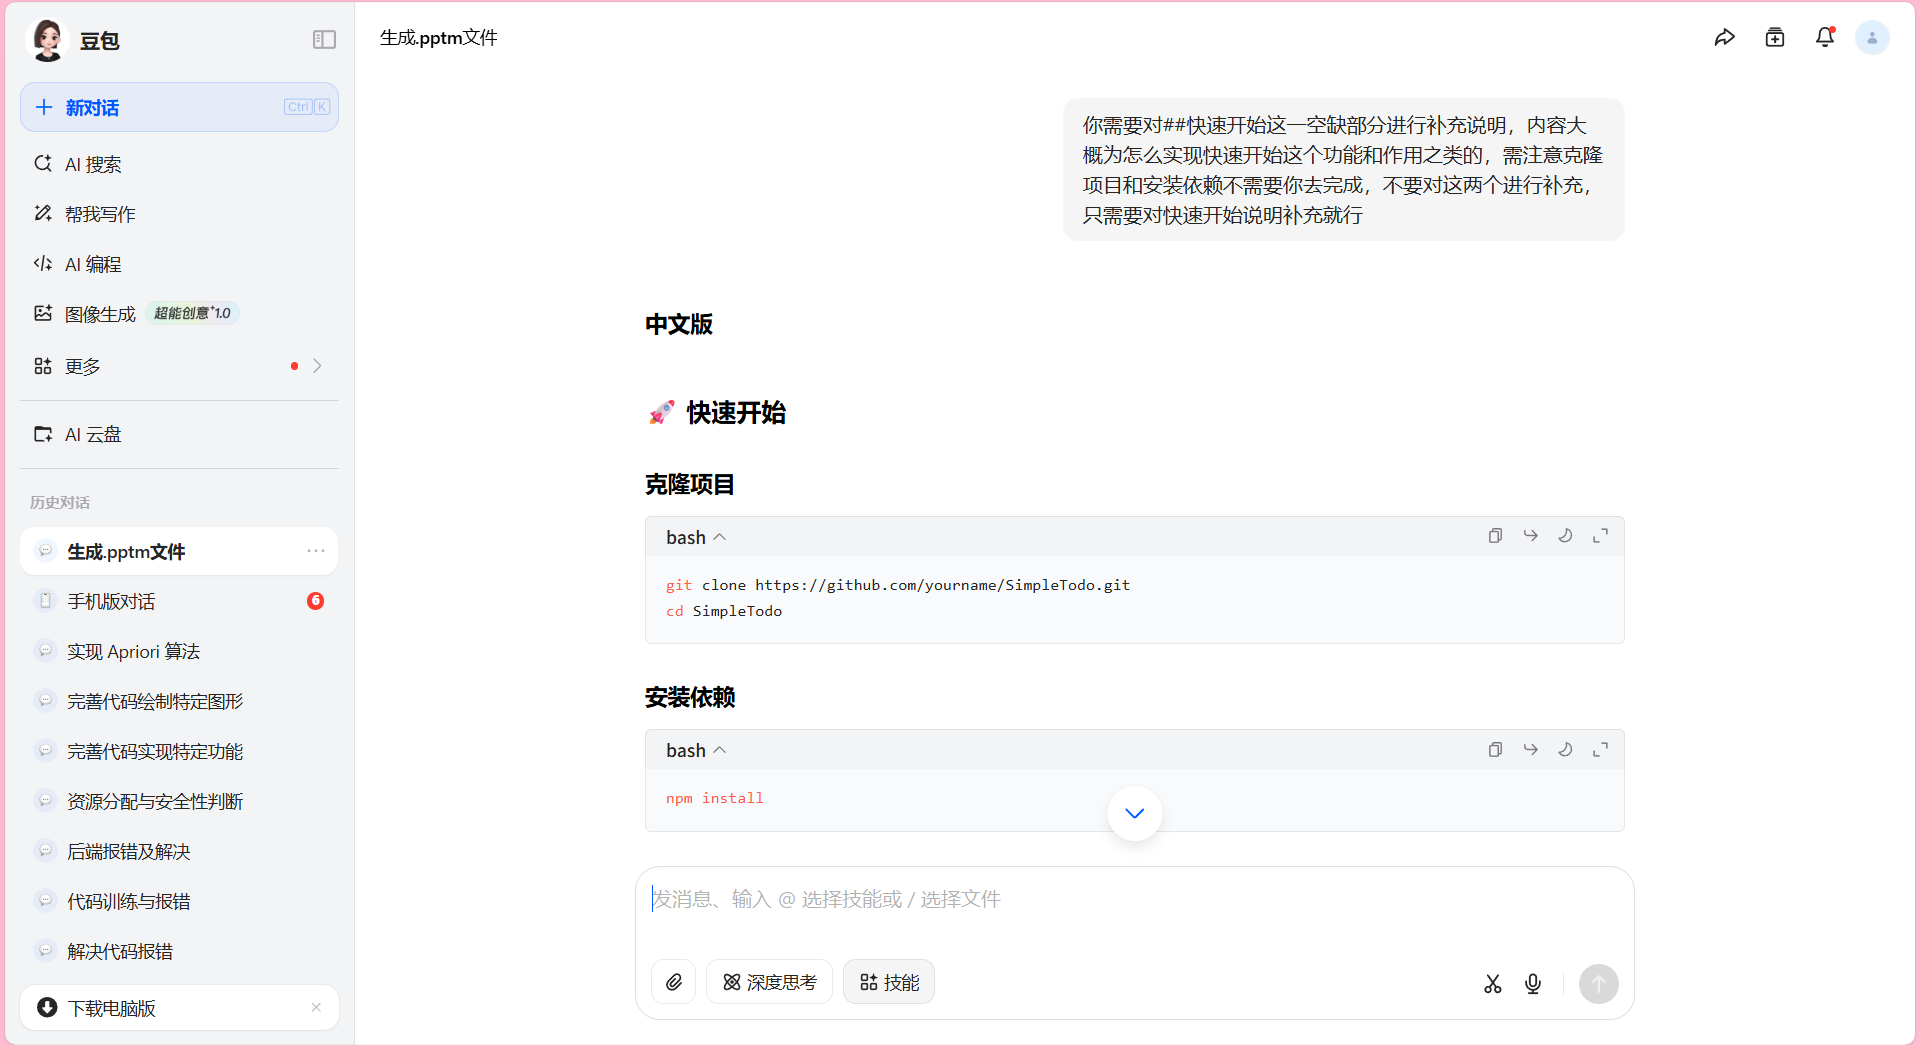 豆包
新对话
Ctrl K
AI 搜索
帮我写作
AI 编程
图像生成 超能创意1.0
更多
AI 云盘
历史对话
生成.pptm文件
手机版对话 6
实现 Apriori 算法
完善代码绘制特定图形
完善代码实现特定功能
资源分配与安全性判断
后端报错及解决
代码训练与报错
解决代码报错
下载电脑版
生成.pptm文件
你需要对##快速开始这一空缺部分进行补充说明，内容大
概为怎么实现快速开始这个功能和作用之类的，需注意克隆
项目和安装依赖不需要你去完成，不要对这两个进行补充，
只需要对快速开始说明补充就行
中文版
🚀 快速开始
克隆项目
bash
git clone https://github.com/yourname/SimpleTodo.git
cd SimpleTodo
安装依赖
bash
npm install
发消息、输入 @ 选择技能或 / 选择文件
深度思考
技能